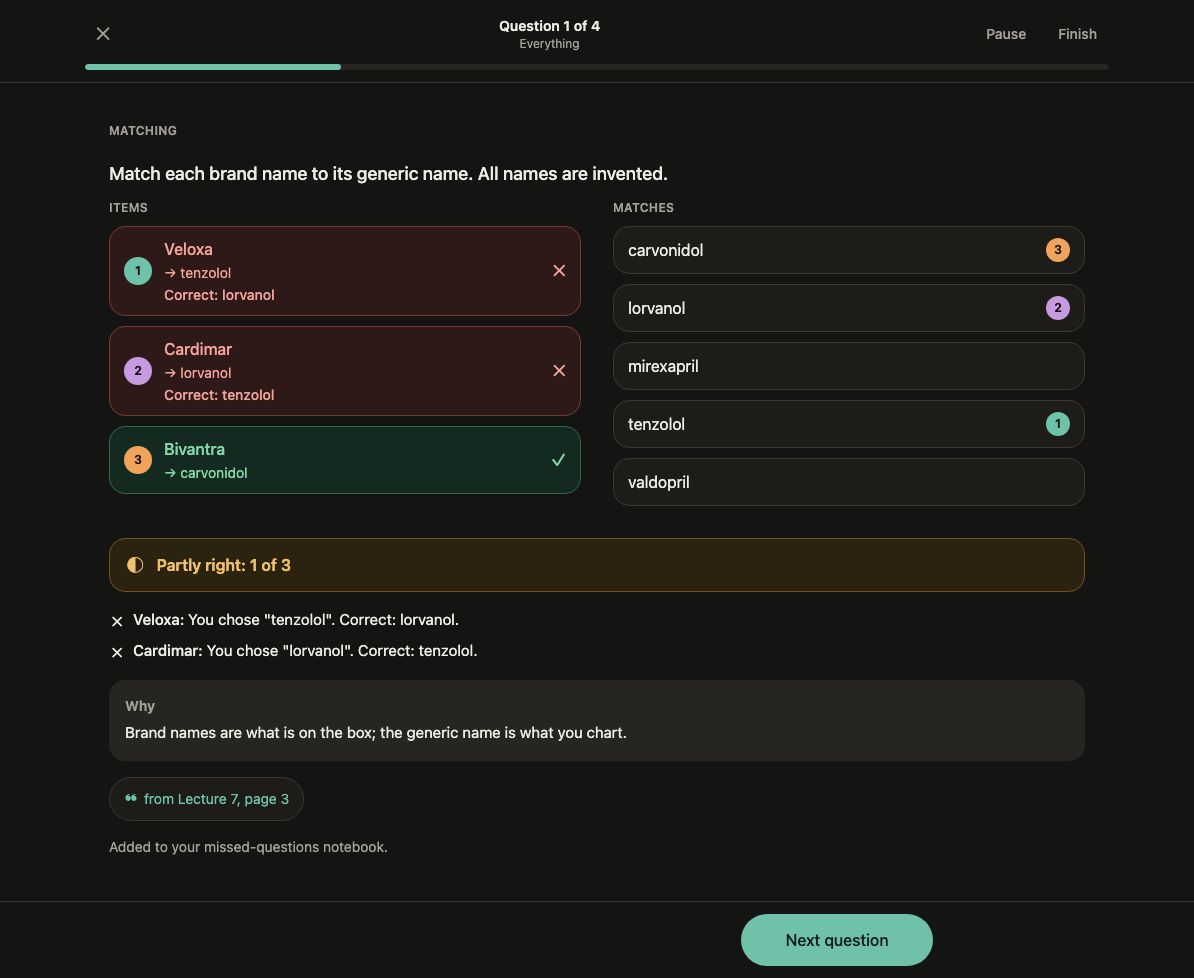 Question 1 of 4
Everything
Pause
Finish
MATCHING
Match each brand name to its generic name. All names are invented.
ITEMS
1
Veloxa
→ tenzolol
Correct: lorvanol
2
Cardimar
→ lorvanol
Correct: tenzolol
3
Bivantra
→ carvonidol
MATCHES
carvonidol
3
lorvanol
2
mirexapril
tenzolol
1
valdopril
Partly right: 1 of 3
Veloxa: You chose "tenzolol". Correct: lorvanol.
Cardimar: You chose "lorvanol". Correct: tenzolol.
Why
Brand names are what is on the box; the generic name is what you chart.
❝ from Lecture 7, page 3
Added to your missed-questions notebook.
Next question